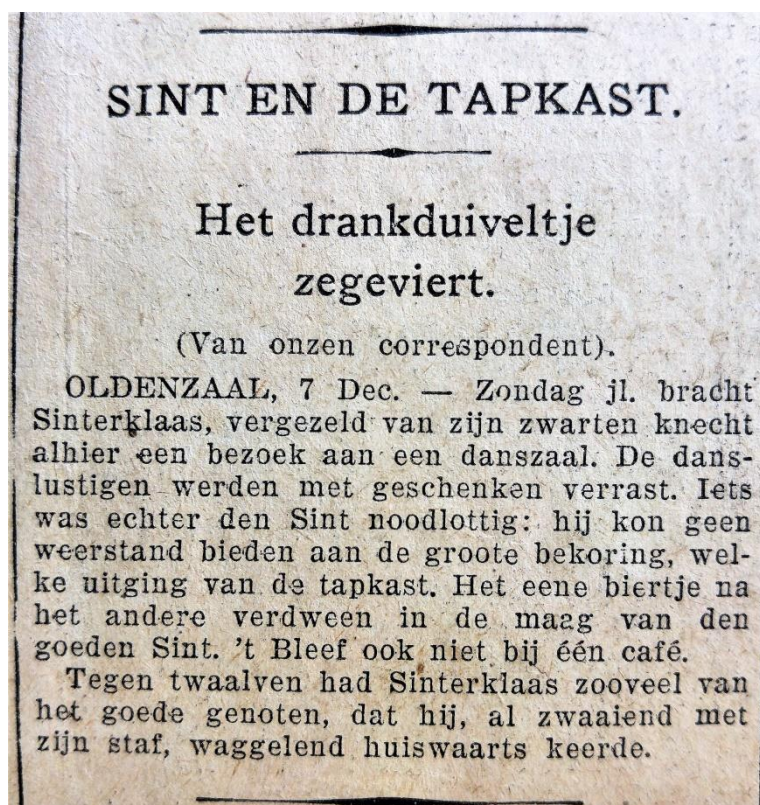 SINT EN DE TAPKAST.
Het drankduiveltje
zegeviert.
(Van onzen correspondent).
OLDENZAAL, 7 Dec. — Zondag jl. bracht
Sinterklaas, vergezeld van zijn zwarten knecht
alhier een bezoek aan een danszaal. De dans-
lustigen werden met geschenken verrast. Iets
was echter den Sint noodlottig: hij kon geen
weerstand bieden aan de groote bekoring, wel-
ke uitging van de tapkast. Het eene biertje na
het andere verdween in de maag van den
goeden Sint. 't Bleef ook niet bij één café.
Tegen twaalven had Sinterklaas zooveel van
het goede genoten, dat hij, al zwaaiend met
zijn staf, waggelend huiswaarts keerde.